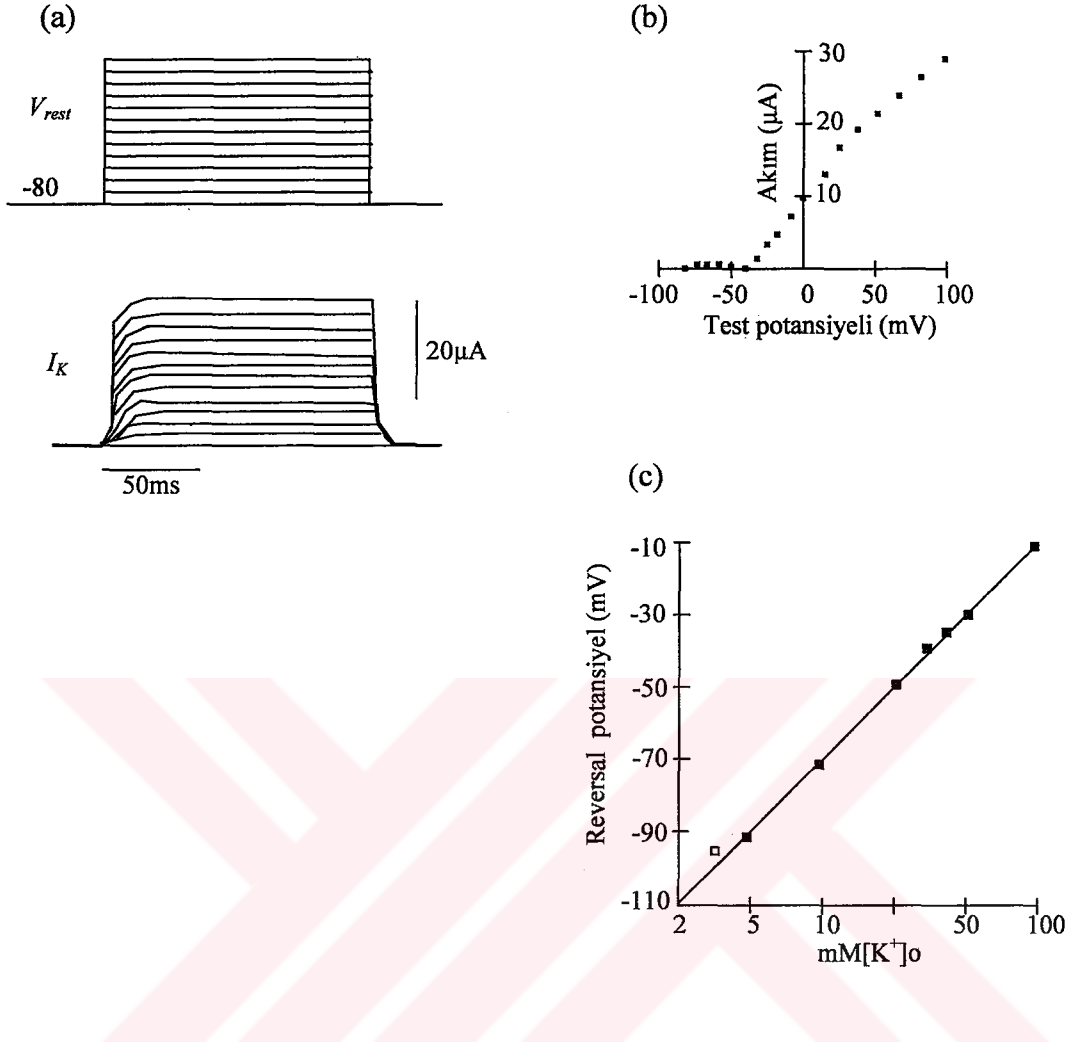 (a)
V_rest
-80
I_K
20µA
50ms
(b)
Akım (µA)
30
20
10
-100
-50
0
50
100
Test potansiyeli (mV)
(c)
Reversal potansiyel (mV)
-10
-30
-50
-70
-90
-110
2
5
10
50
100
mM[K⁺]o